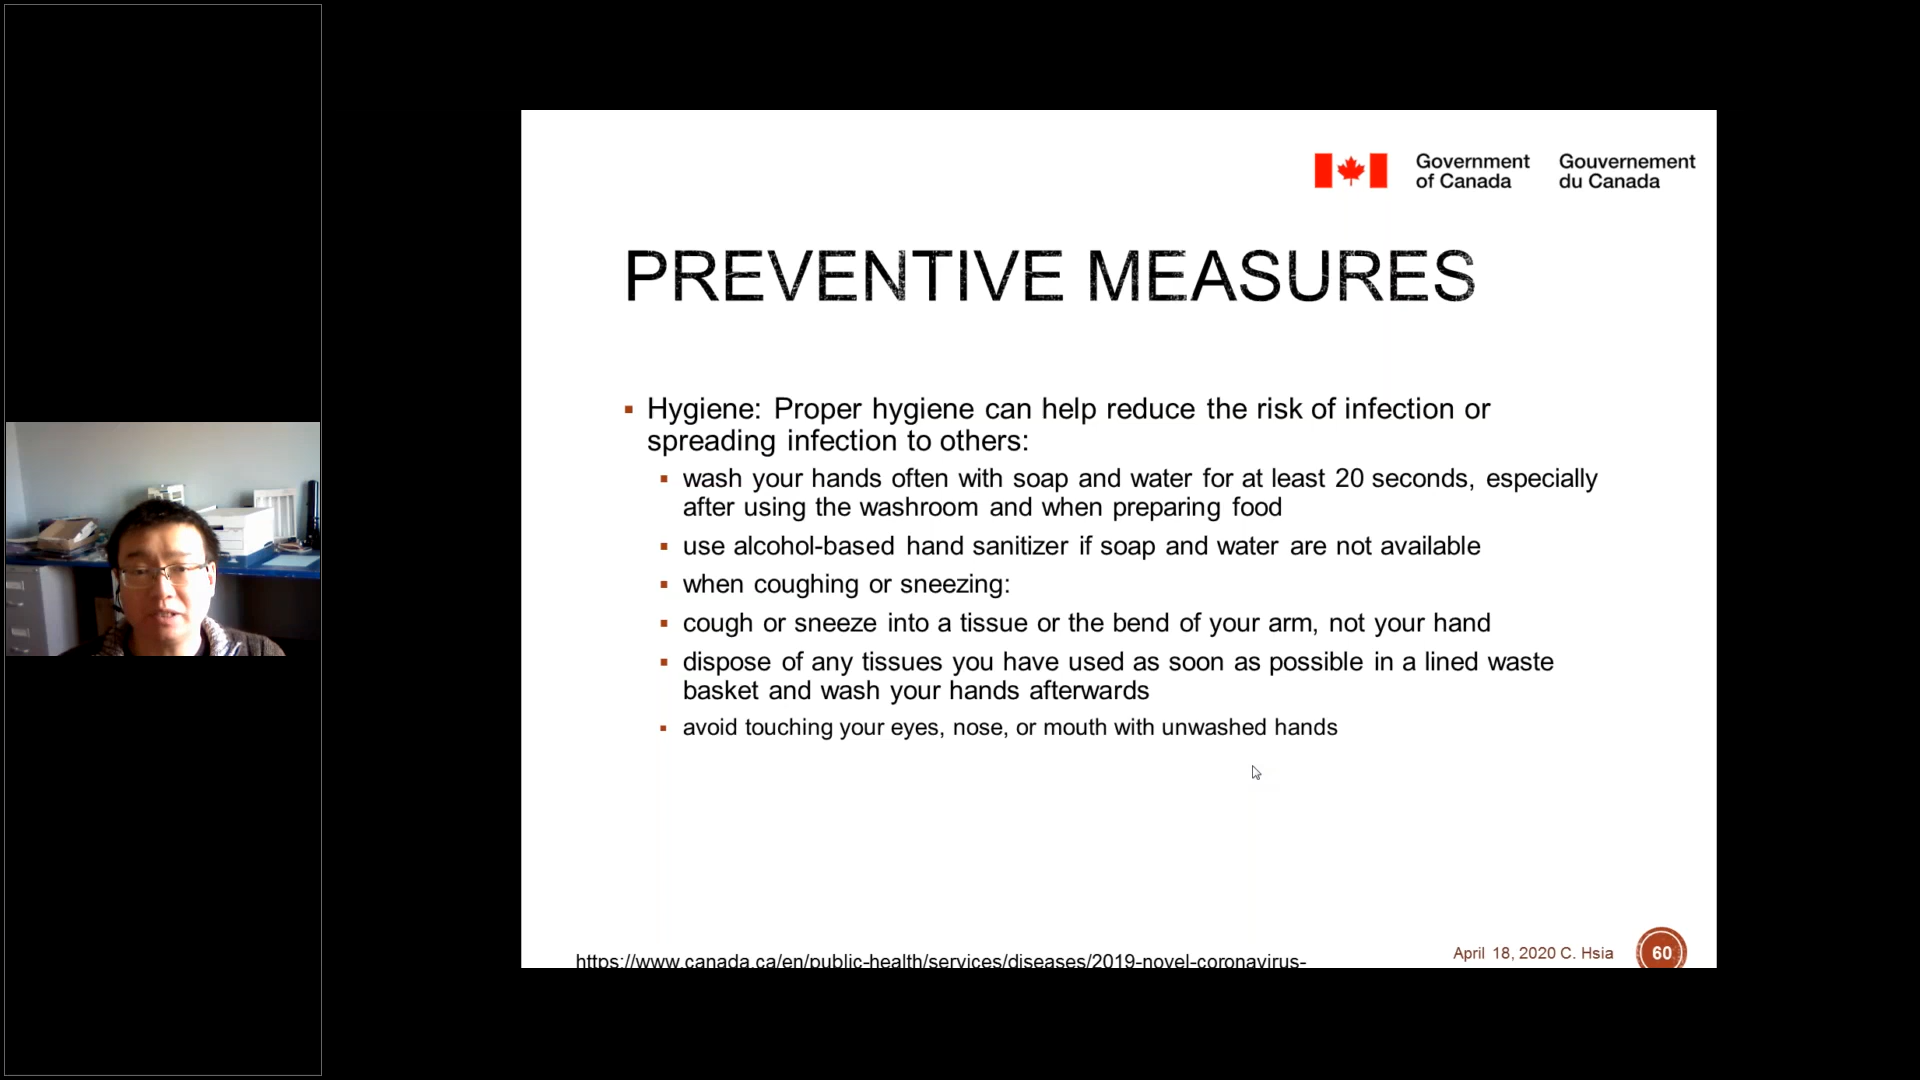 Government Gouvernement
of Canada du Canada
PREVENTIVE MEASURES
▪ Hygiene: Proper hygiene can help reduce the risk of infection or
spreading infection to others:
▪ wash your hands often with soap and water for at least 20 seconds, especially
after using the washroom and when preparing food
▪ use alcohol-based hand sanitizer if soap and water are not available
▪ when coughing or sneezing:
▪ cough or sneeze into a tissue or the bend of your arm, not your hand
▪ dispose of any tissues you have used as soon as possible in a lined waste
basket and wash your hands afterwards
▪ avoid touching your eyes, nose, or mouth with unwashed hands
https://www.canada.ca/en/public-health/services/diseases/2019-novel-coronavirus-
April 18, 2020 C. Hsia 60